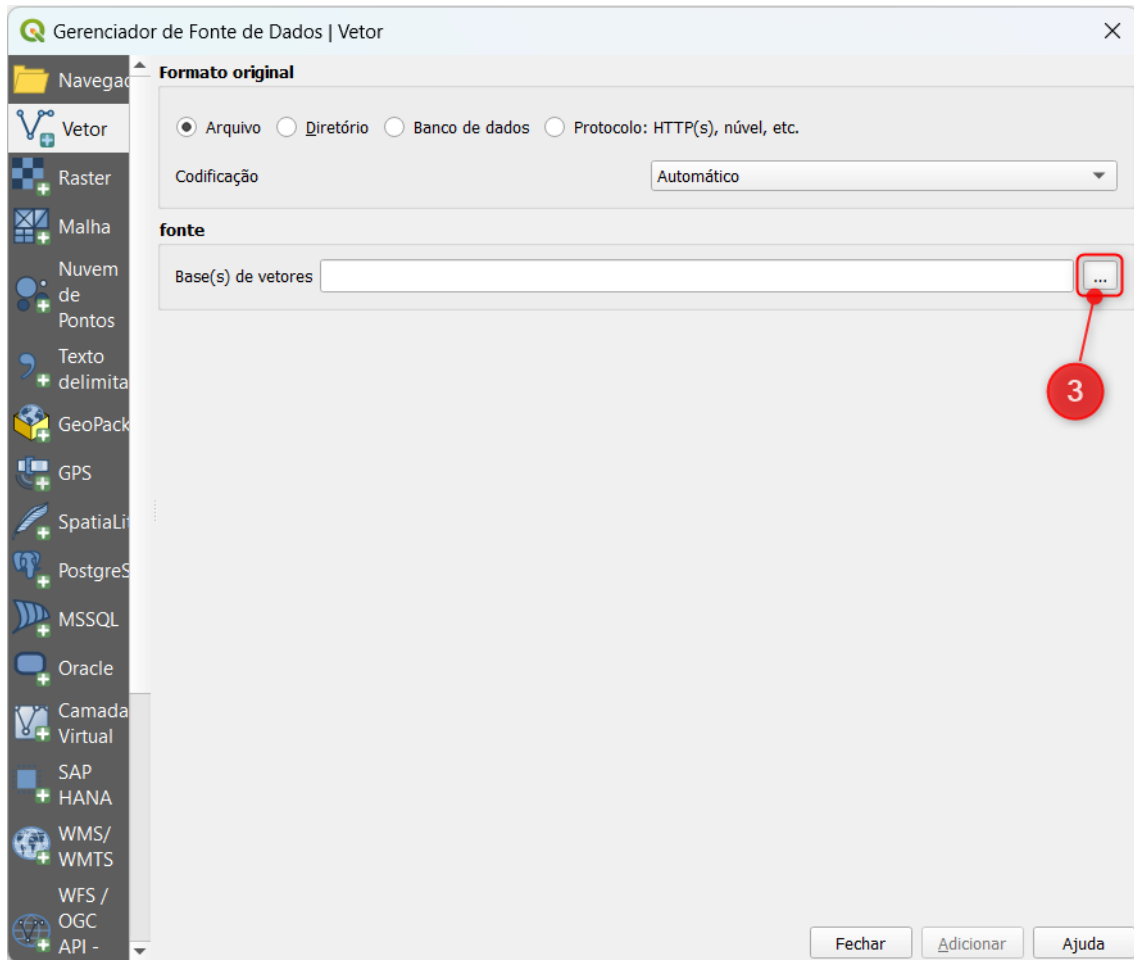 Gerenciador de Fonte de Dados | Vetor
Navegad
Vetor
Raster
Malha
Nuvem
de
Pontos
Texto
delimita
GeoPack
GPS
SpatiaLit
PostgreS
MSSQL
Oracle
Camada
Virtual
SAP
HANA
WMS/
WMTS
WFS /
OGC
API -
Formato original
Arquivo Diretório Banco de dados Protocolo: HTTP(s), núvel, etc.
Codificação Automático
fonte
Base(s) de vetores ...
3
Fechar Adicionar Ajuda